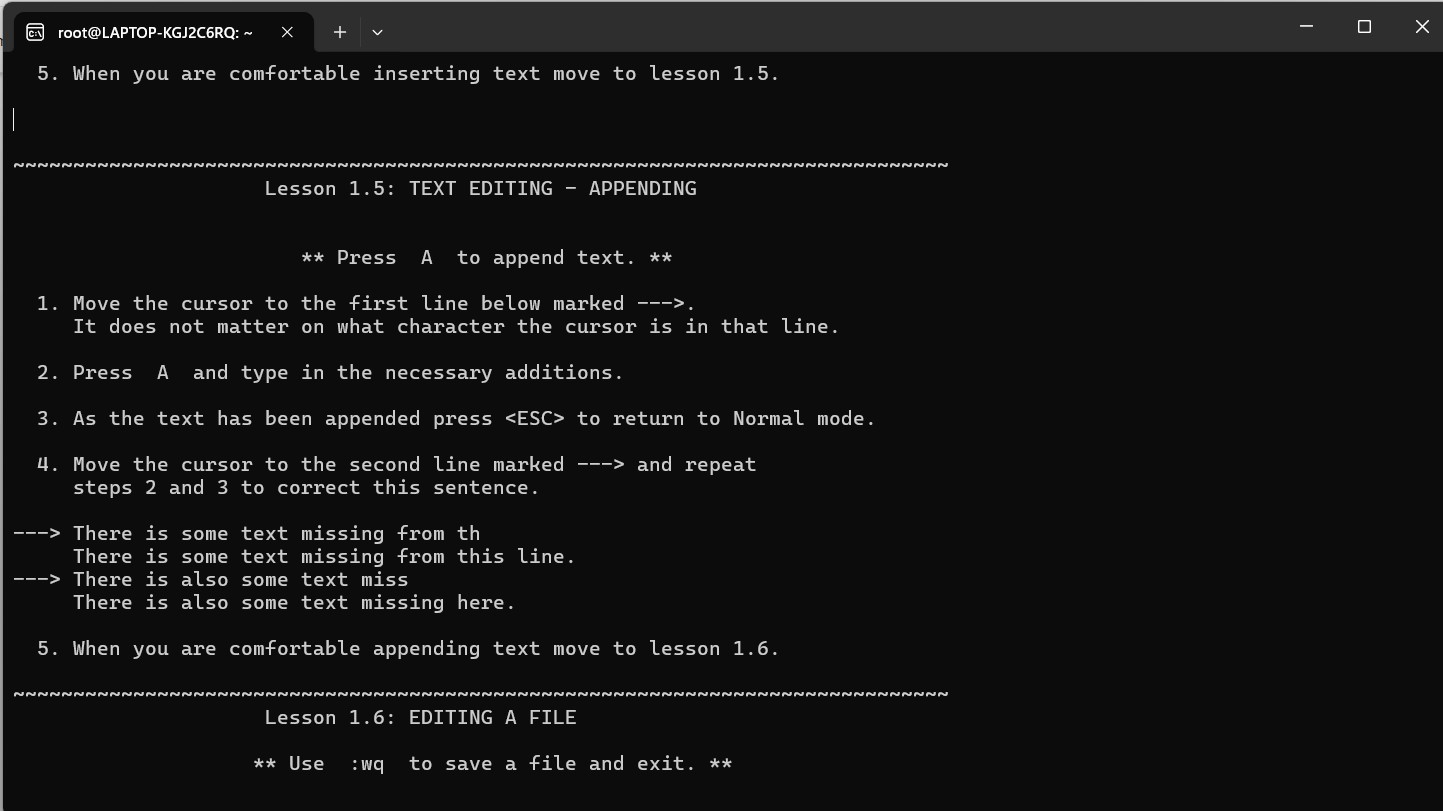 root@LAPTOP-KGJ2C6RQ: ~
5. When you are comfortable inserting text move to lesson 1.5.
~~~~~~~~~~~~~~~~~~~~~~~~~~~~~~~~~~~~~~~~~~~~~~~~~~~~~~~~~~~~~~~~~~~~~~~~~~~~~~
Lesson 1.5: TEXT EDITING - APPENDING
** Press  A  to append text. **
1. Move the cursor to the first line below marked --->.
It does not matter on what character the cursor is in that line.
2. Press  A  and type in the necessary additions.
3. As the text has been appended press <ESC> to return to Normal mode.
4. Move the cursor to the second line marked ---> and repeat
steps 2 and 3 to correct this sentence.
---> There is some text missing from th
There is some text missing from this line.
---> There is also some text miss
There is also some text missing here.
5. When you are comfortable appending text move to lesson 1.6.
~~~~~~~~~~~~~~~~~~~~~~~~~~~~~~~~~~~~~~~~~~~~~~~~~~~~~~~~~~~~~~~~~~~~~~~~~~~~~~
Lesson 1.6: EDITING A FILE
** Use  :wq  to save a file and exit. **